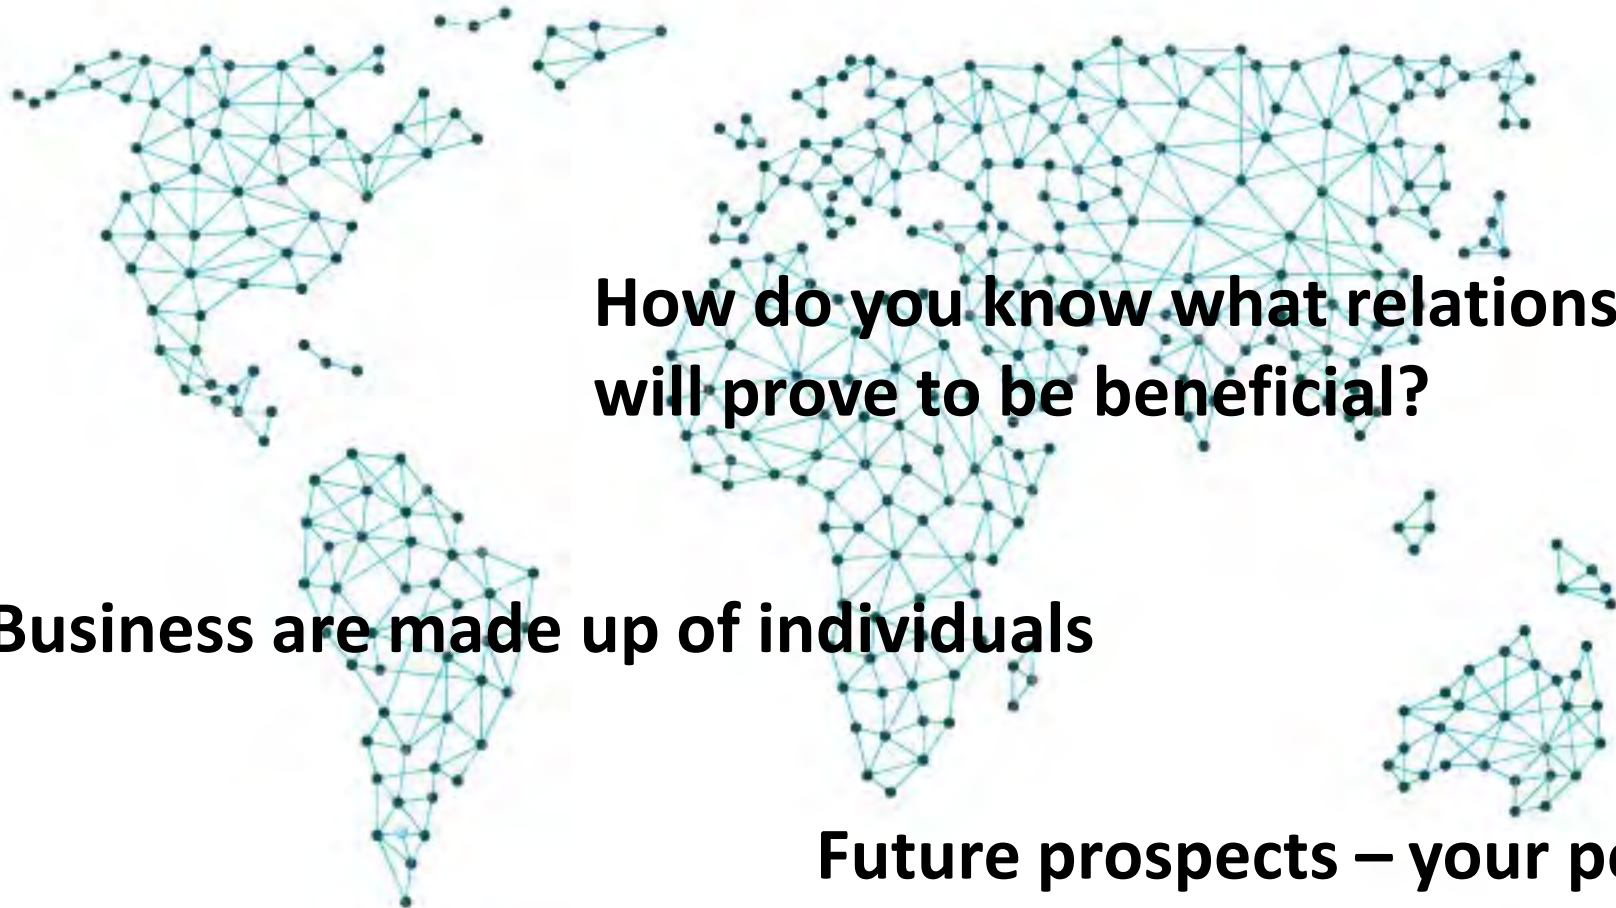 How do you know what relations
will prove to be beneficial?
Business are made up of individuals
Future prospects – your